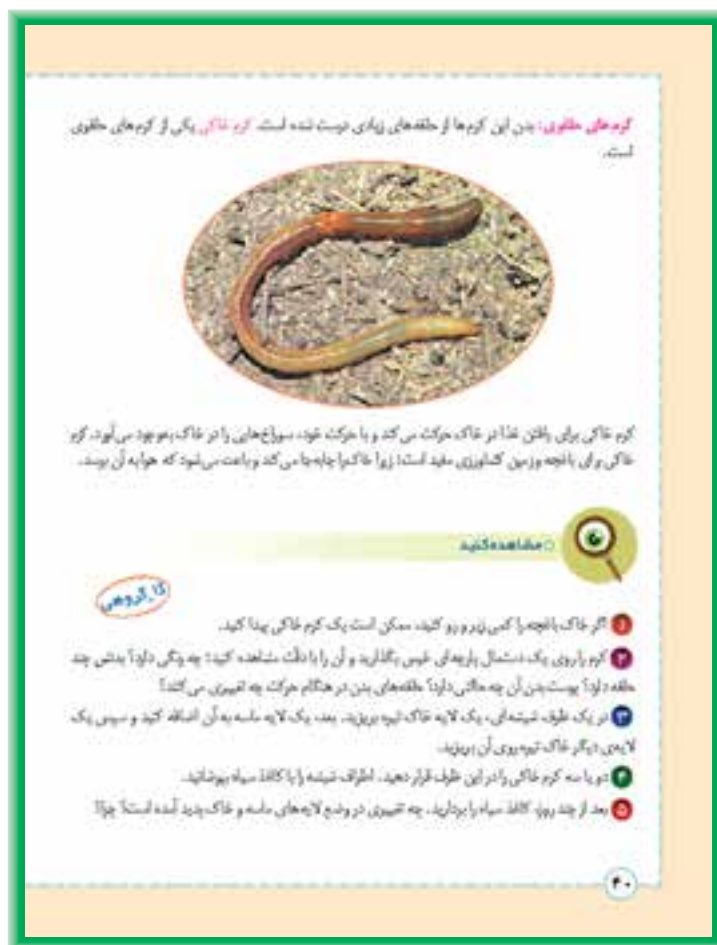 کرم‌های حلقوی: بدن این کرم‌ها از حلقه‌های زیادی درست شده است. کرم خاکی یکی از کرم‌های حلقوی
است.
کرم خاکی برای یافتن غذا در خاک حرکت می‌کند و با حرکت خود، سوراخ‌هایی را در خاک به‌وجود می‌آورد. کرم
خاکی برای باغچه و زمین کشاورزی مفید است؛ زیرا خاک را جابه‌جا می‌کند و باعث می‌شود که هوا به آن برسد.
مشاهده کنید
کار گروهی
۱ اگر خاک باغچه را کمی زیر و رو کنید، ممکن است یک کرم خاکی پیدا کنید.
۲ کرم را روی یک دستمال پارچه‌ای خیس بگذارید و آن را با دقّت مشاهده کنید؛ چه رنگی دارد؟ بدنش چند
حلقه دارد؟ پوست بدن آن چه حالتی دارد؟ حلقه‌های بدن در هنگام حرکت چه تغییری می‌کنند؟
۳ در یک ظرف شیشه‌ای، یک لایه خاک تیره بریزید. بعد، یک لایه ماسه به آن اضافه کنید و سپس یک
لایه‌ی دیگر خاک تیره روی آن بریزید.
۴ دو یا سه کرم خاکی را در این ظرف قرار دهید. اطراف شیشه را با کاغذ سیاه بپوشانید.
۵ بعد از چند روز، کاغذ سیاه را بردارید. چه تغییری در وضع لایه‌های ماسه و خاک پدید آمده است؟ چرا؟
۴۰